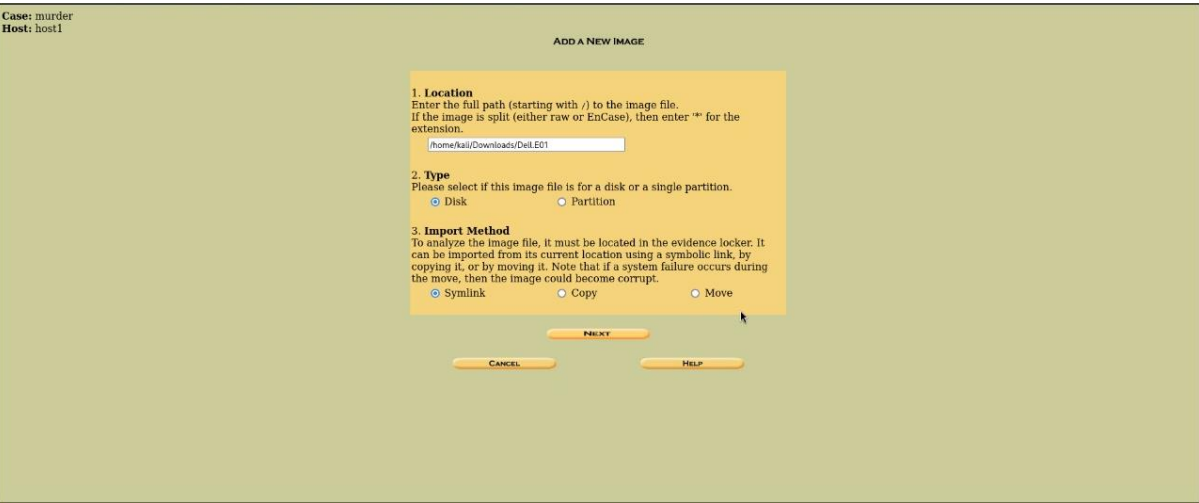 Case: murder
Host: host1
ADD A NEW IMAGE
1. Location
Enter the full path (starting with /) to the image file.
If the image is split (either raw or EnCase), then enter '*' for the
extension.
/home/kali/Downloads/Dell.E01
2. Type
Please select if this image file is for a disk or a single partition.
Disk Partition
3. Import Method
To analyze the image file, it must be located in the evidence locker. It
can be imported from its current location using a symbolic link, by
copying it, or by moving it. Note that if a system failure occurs during
the move, then the image could become corrupt.
Symlink Copy Move
NEXT
CANCEL HELP